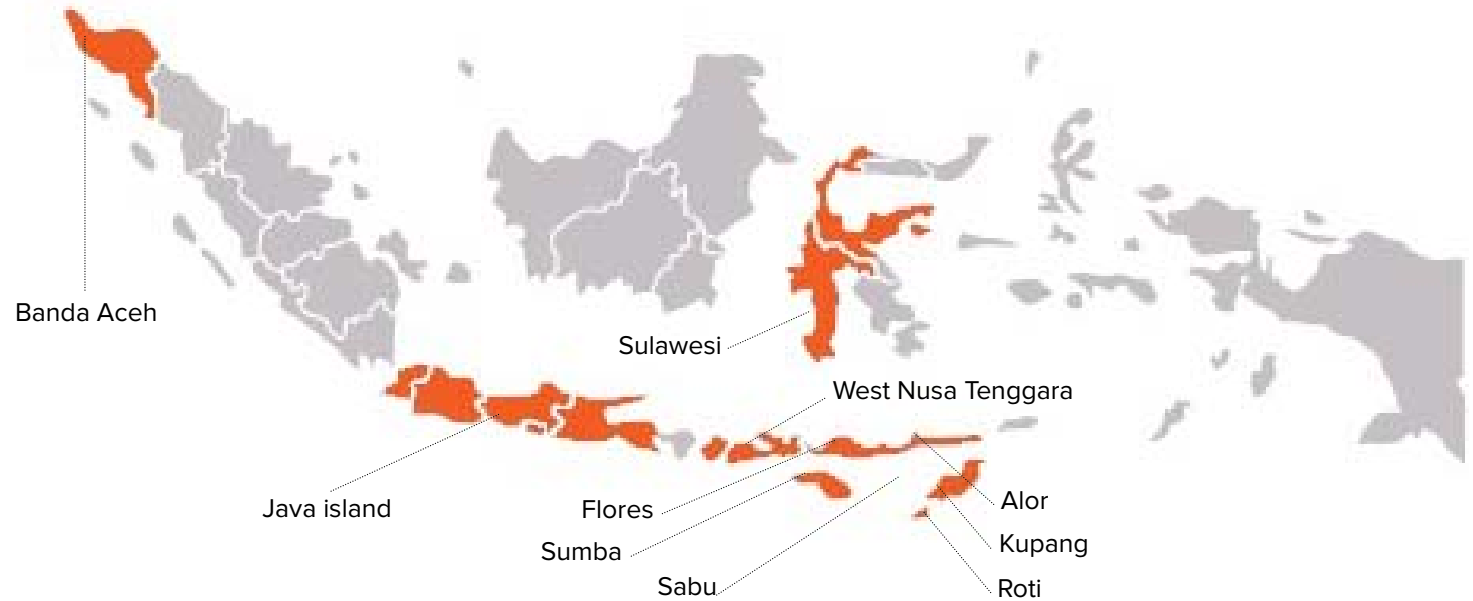 Banda Aceh
Sulawesi
West Nusa Tenggara
Java island
Flores
Alor
Sumba
Kupang
Sabu
Roti